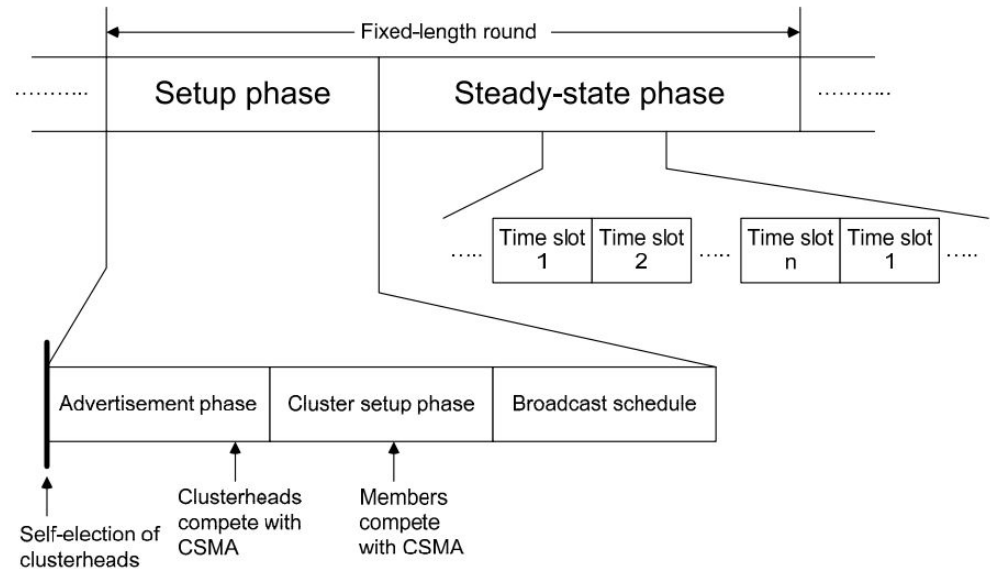 Fixed-length round
Setup phase
Steady-state phase
...........
...........
Time slot
1
Time slot
2
Time slot
n
Time slot
1
.....
.....
.....
Advertisement phase
Cluster setup phase
Broadcast schedule
Self-election of
clusterheads
Clusterheads
compete with
CSMA
Members
compete
with CSMA